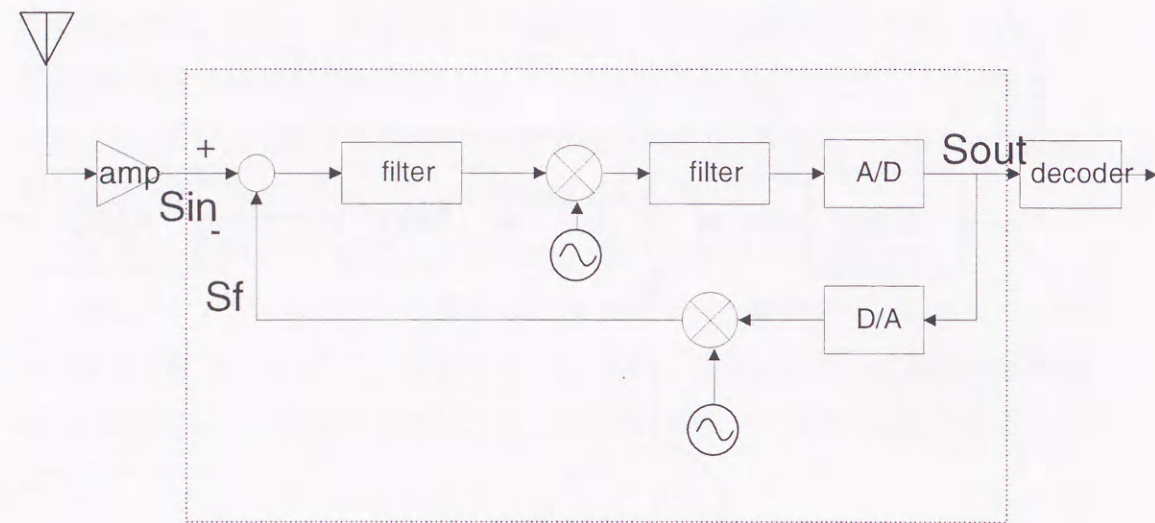 amp
+
Sin
-
filter
filter
A/D
Sout
decoder
Sf
D/A